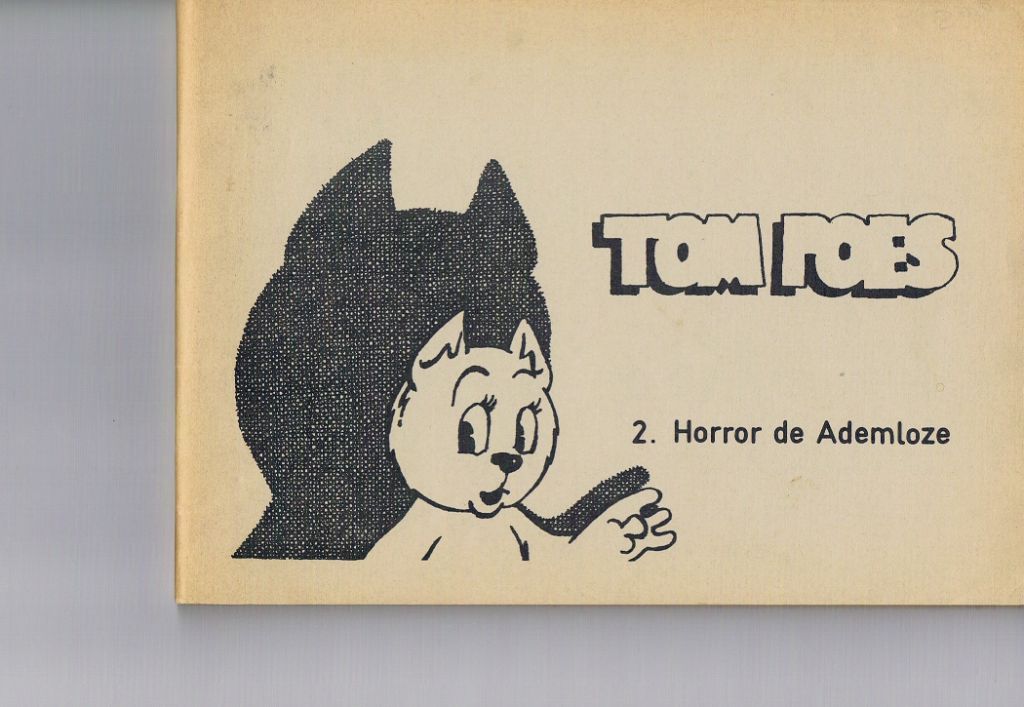 TOM POES
2. Horror de Ademloze